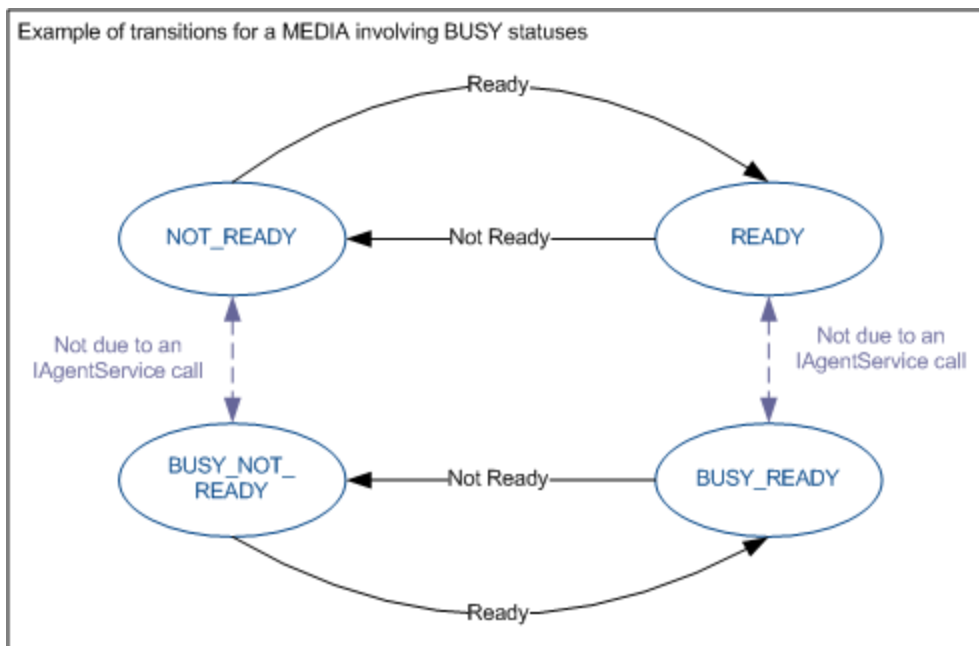 Example of transitions for a MEDIA involving BUSY statuses
Ready
NOT_READY
Not Ready
READY
Not due to an
IAgentService call
Not due to an
IAgentService call
BUSY_NOT_
READY
Not Ready
BUSY_READY
Ready